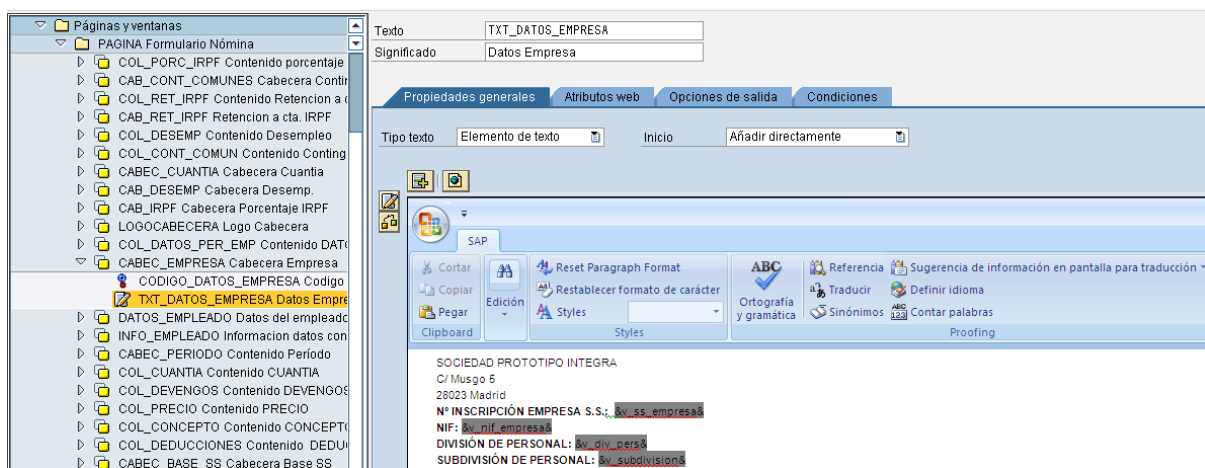 Páginas y ventanas
PAGINA Formulario Nómina
COL_PORC_IRPF Contenido porcentaje
CAB_CONT_COMUNES Cabecera Contin
COL_RET_IRPF Contenido Retencion a c
CAB_RET_IRPF Retencion a cta. IRPF
COL_DESEMP Contenido Desempleo
COL_CONT_COMUN Contenido Conting
CABEC_CUANTIA Cabecera Cuantia
CAB_DESEMP Cabecera Desemp.
CAB_IRPF Cabecera Porcentaje IRPF
LOGOCABECERA Logo Cabecera
COL_DATOS_PER_EMP Contenido DAT
CABEC_EMPRESA Cabecera Empresa
CODIGO_DATOS_EMPRESA Codigo
TXT_DATOS_EMPRESA Datos Empre
DATOS_EMPLEADO Datos del empleado
INFO_EMPLEADO Informacion datos con
CABEC_PERIODO Contenido Período
COL_CUANTIA Contenido CUANTIA
COL_DEVENGOS Contenido DEVENGOS
COL_PRECIO Contenido PRECIO
COL_CONCEPTO Contenido CONCEPT
COL_DEDUCCIONES Contenido DEDU
CABEC_BASE_SS Cabecera Base SS
Texto TXT_DATOS_EMPRESA
Significado Datos Empresa
Propiedades generales Atributos web Opciones de salida Condiciones
Tipo texto Elemento de texto Inicio Añadir directamente
SAP
Cortar Reset Paragraph Format ABC Referencia Sugerencia de información en pantalla para traducción
Copiar Restablecer formato de carácter Traducir Definir idioma
Pegar Edición Styles Ortografía y gramática Sinónimos ABC 123 Contar palabras
Clipboard Styles Proofing
SOCIEDAD PROTOTIPO INTEGRA
C/ Musgo 5
28023 Madrid
Nº INSCRIPCIÓN EMPRESA S.S.: &v_ss_empresa&
NIF: &v_nif_empresa&
DIVISIÓN DE PERSONAL: &v_div_pers&
SUBDIVISIÓN DE PERSONAL: &v_subdivision&